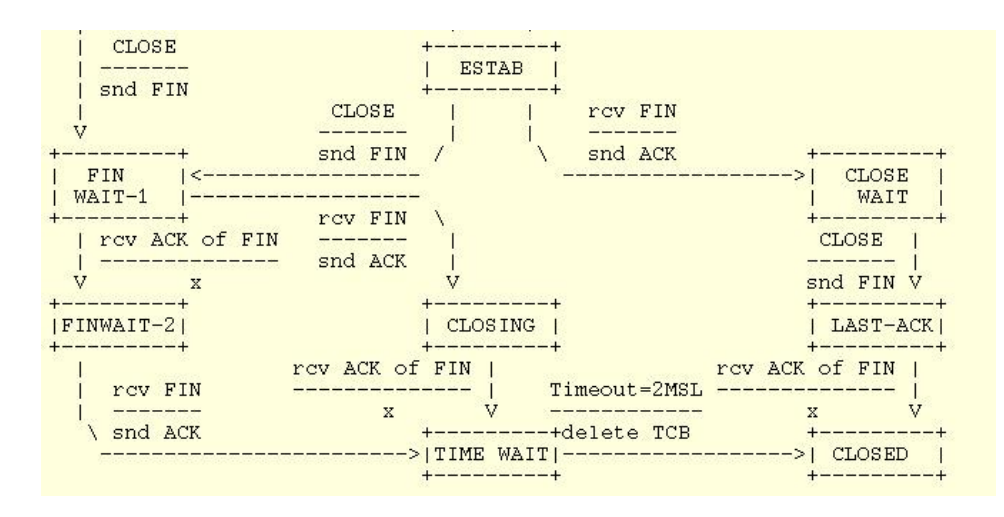 |  CLOSE                     +---------+
|  -------                   |  ESTAB  |
|  snd FIN                   +---------+
|                     CLOSE    |     |    rcv FIN
V                    -------   |     |    -------
+---------+          snd FIN  /       \   snd ACK          +---------+
|  FIN    |<-----------------           ------------------>|  CLOSE  |
| WAIT-1  |------------------                              |   WAIT  |
+---------+          rcv FIN  \                            +---------+
| rcv ACK of FIN   -------   |                            CLOSE  |
| --------------   snd ACK   |                           ------- |
V        x                   V                           snd FIN V
+---------+                  +---------+                   +---------+
|FINWAIT-2|                  | CLOSING |                   | LAST-ACK|
+---------+                  +---------+                   +---------+
|                rcv ACK of FIN |                 rcv ACK of FIN |
|  rcv FIN       -------------- |    Timeout=2MSL -------------- |
|  -------              x       V    ------------        x       V
\ snd ACK                 +---------+delete TCB         +---------+
------------------------>|TIME WAIT|------------------>| CLOSED  |
+---------+                   +---------+